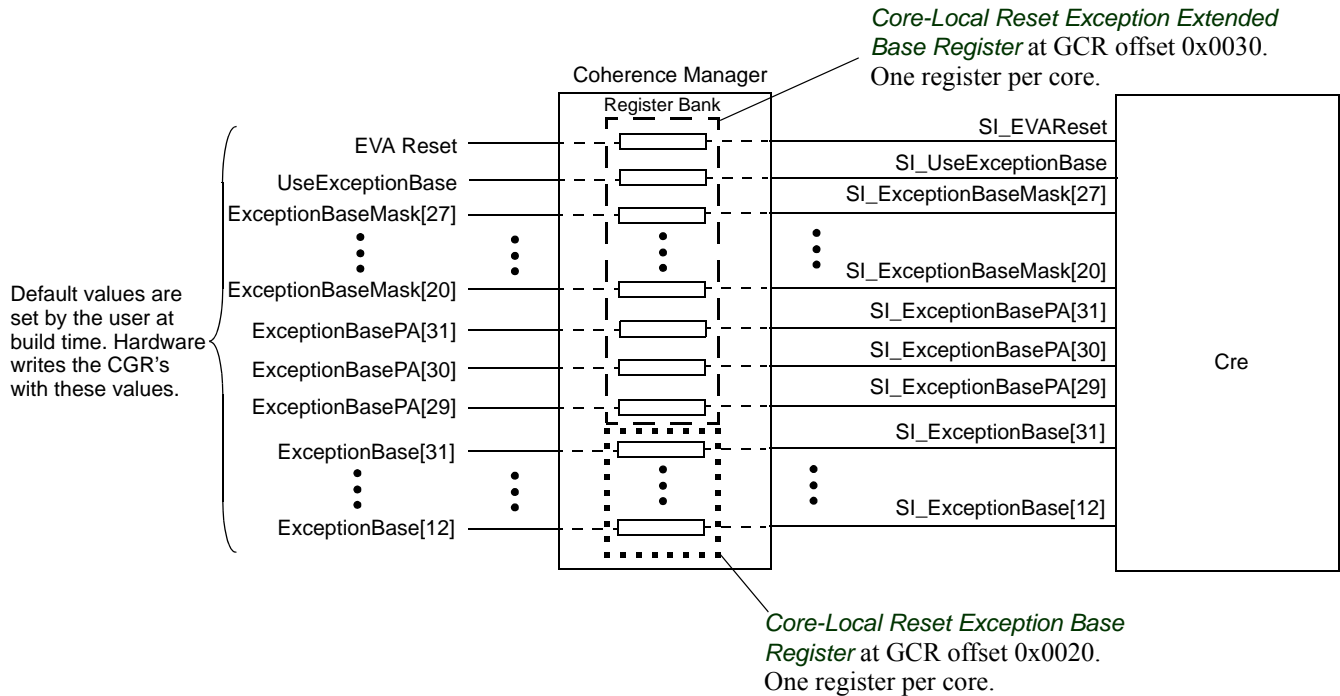 Core-Local Reset Exception Extended
Base Register at GCR offset 0x0030.
One register per core.
Coherence Manager
Register Bank
EVA Reset
UseExceptionBase
ExceptionBaseMask[27]
ExceptionBaseMask[20]
ExceptionBasePA[31]
ExceptionBasePA[30]
ExceptionBasePA[29]
ExceptionBase[31]
ExceptionBase[12]
Default values are
set by the user at
build time. Hardware
writes the CGR's
with these values.
SI_EVAReset
SI_UseExceptionBase
SI_ExceptionBaseMask[27]
SI_ExceptionBaseMask[20]
SI_ExceptionBasePA[31]
SI_ExceptionBasePA[30]
SI_ExceptionBasePA[29]
SI_ExceptionBase[31]
SI_ExceptionBase[12]
Cre
Core-Local Reset Exception Base
Register at GCR offset 0x0020.
One register per core.